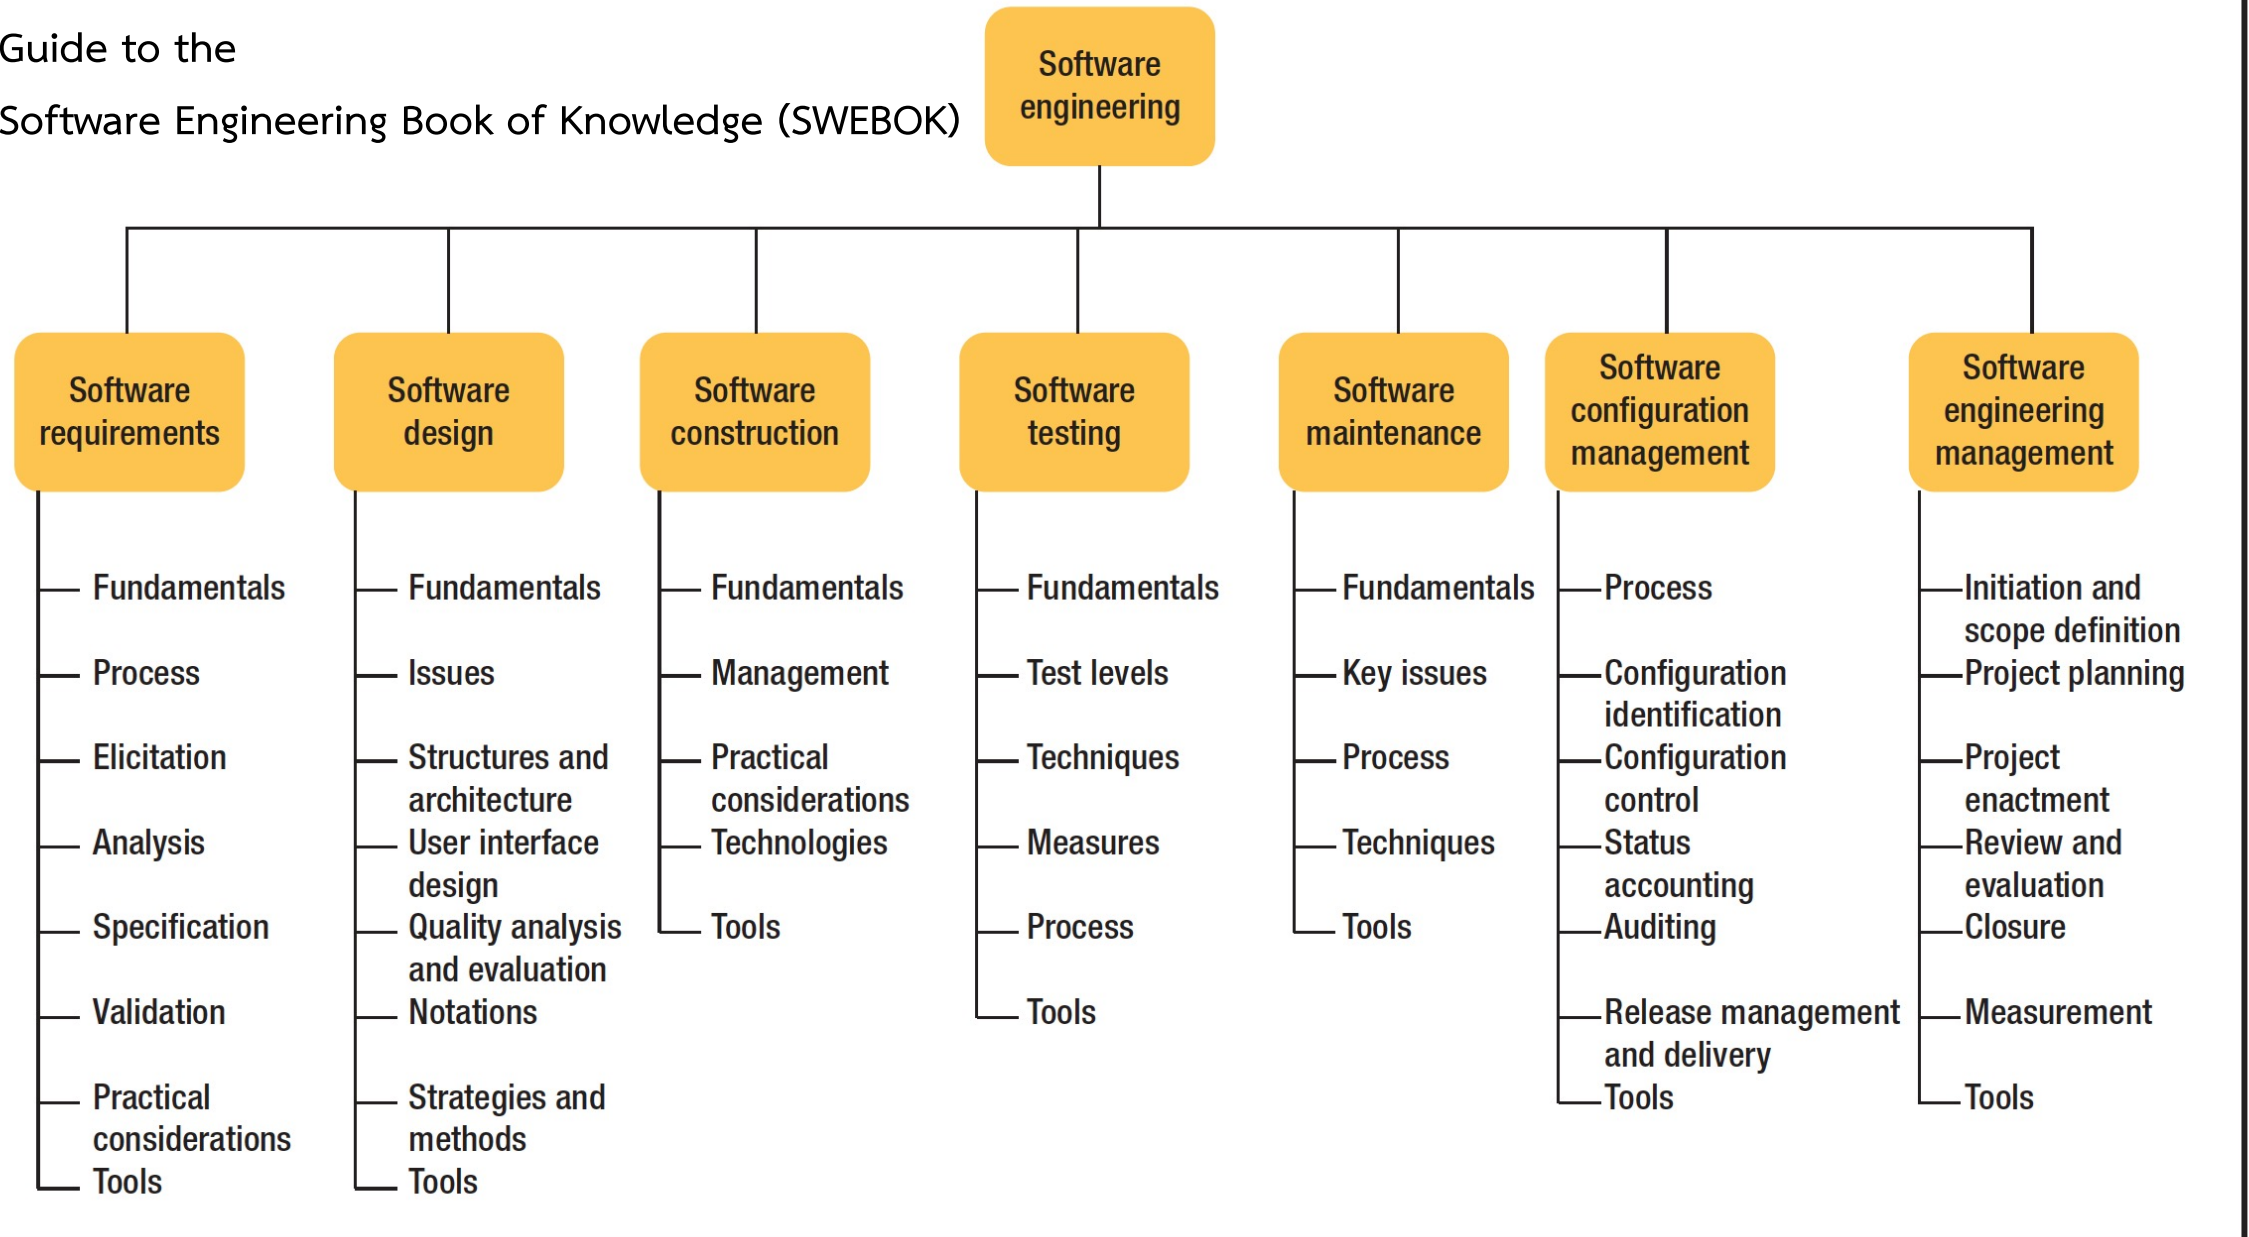 Guide to the
Software Engineering Book of Knowledge (SWEBOK)
Software
engineering
Software
requirements
Fundamentals
Process
Elicitation
Analysis
Specification
Validation
Practical
considerations
Tools
Software
design
Fundamentals
Issues
Structures and
architecture
User interface
design
Quality analysis
and evaluation
Notations
Strategies and
methods
Tools
Software
construction
Fundamentals
Management
Practical
considerations
Technologies
Tools
Software
testing
Fundamentals
Test levels
Techniques
Measures
Process
Tools
Software
maintenance
Fundamentals
Key issues
Process
Techniques
Tools
Software
configuration
management
Process
Configuration
identification
Configuration
control
Status
accounting
Auditing
Release management
and delivery
Tools
Software
engineering
management
Initiation and
scope definition
Project planning
Project
enactment
Review and
evaluation
Closure
Measurement
Tools